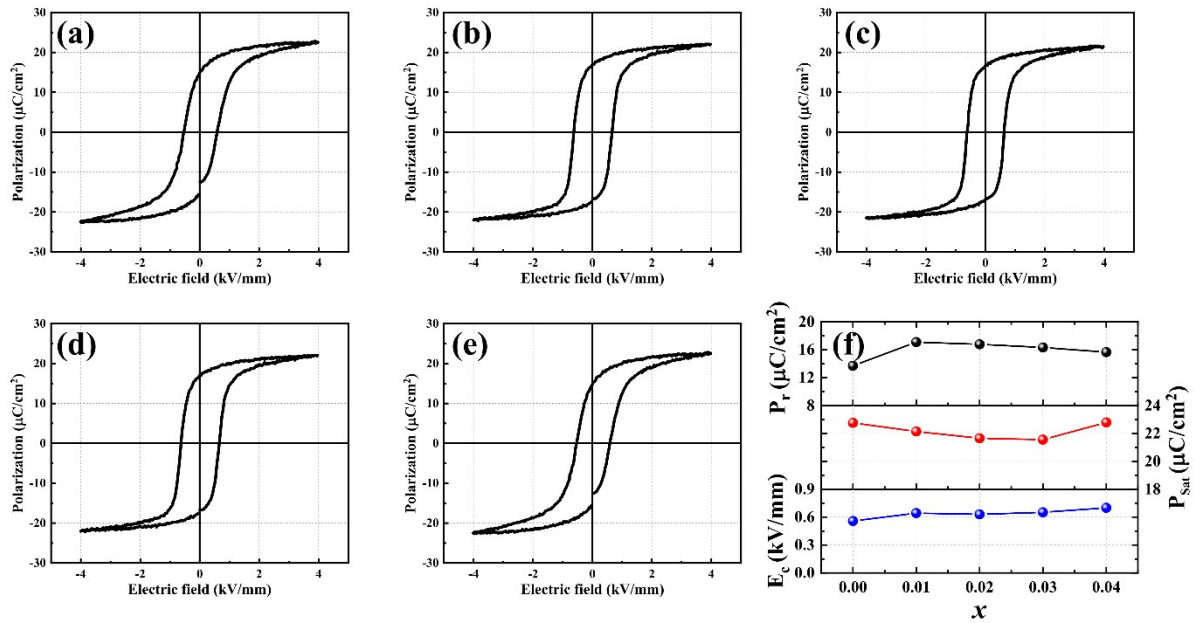 (a)
Polarization (μC/cm²)
30
20
10
0
-10
-20
-30
-4 -2 0 2 4
Electric field (kV/mm)
(b)
Polarization (μC/cm²)
30
20
10
0
-10
-20
-30
-4 -2 0 2 4
Electric field (kV/mm)
(c)
Polarization (μC/cm²)
30
20
10
0
-10
-20
-30
-4 -2 0 2 4
Electric field (kV/mm)
(d)
Polarization (μC/cm²)
30
20
10
0
-10
-20
-30
-4 -2 0 2 4
Electric field (kV/mm)
(e)
Polarization (μC/cm²)
30
20
10
0
-10
-20
-30
-4 -2 0 2 4
Electric field (kV/mm)
(f)
Pr (μC/cm²)
20
16
12
8
PSat (μC/cm²)
24
22
20
18
Ec (kV/mm)
0.9
0.6
0.3
0.0
0.00 0.01 0.02 0.03 0.04
x